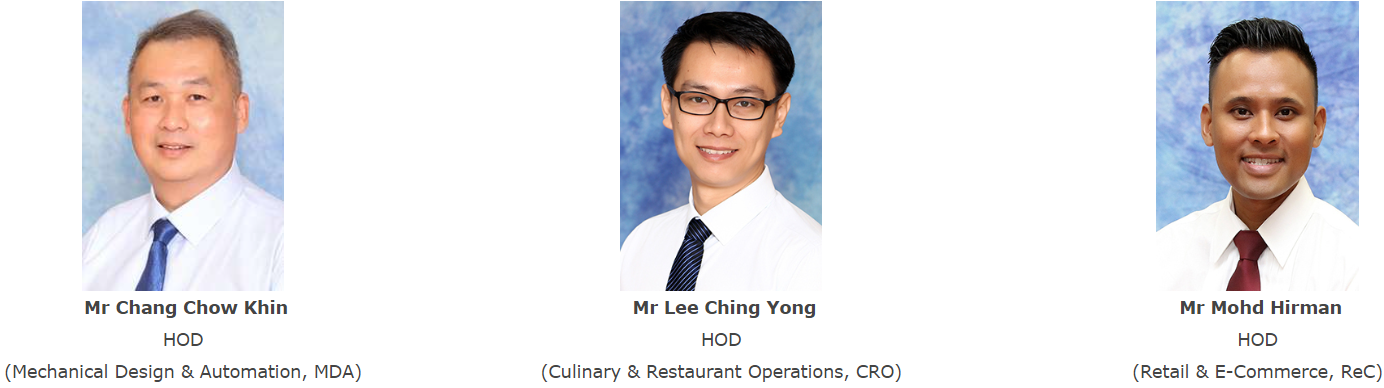 Mr Chang Chow Khin
HOD
(Mechanical Design & Automation, MDA)
Mr Lee Ching Yong
HOD
(Culinary & Restaurant Operations, CRO)
Mr Mohd Hirman
HOD
(Retail & E-Commerce, ReC)